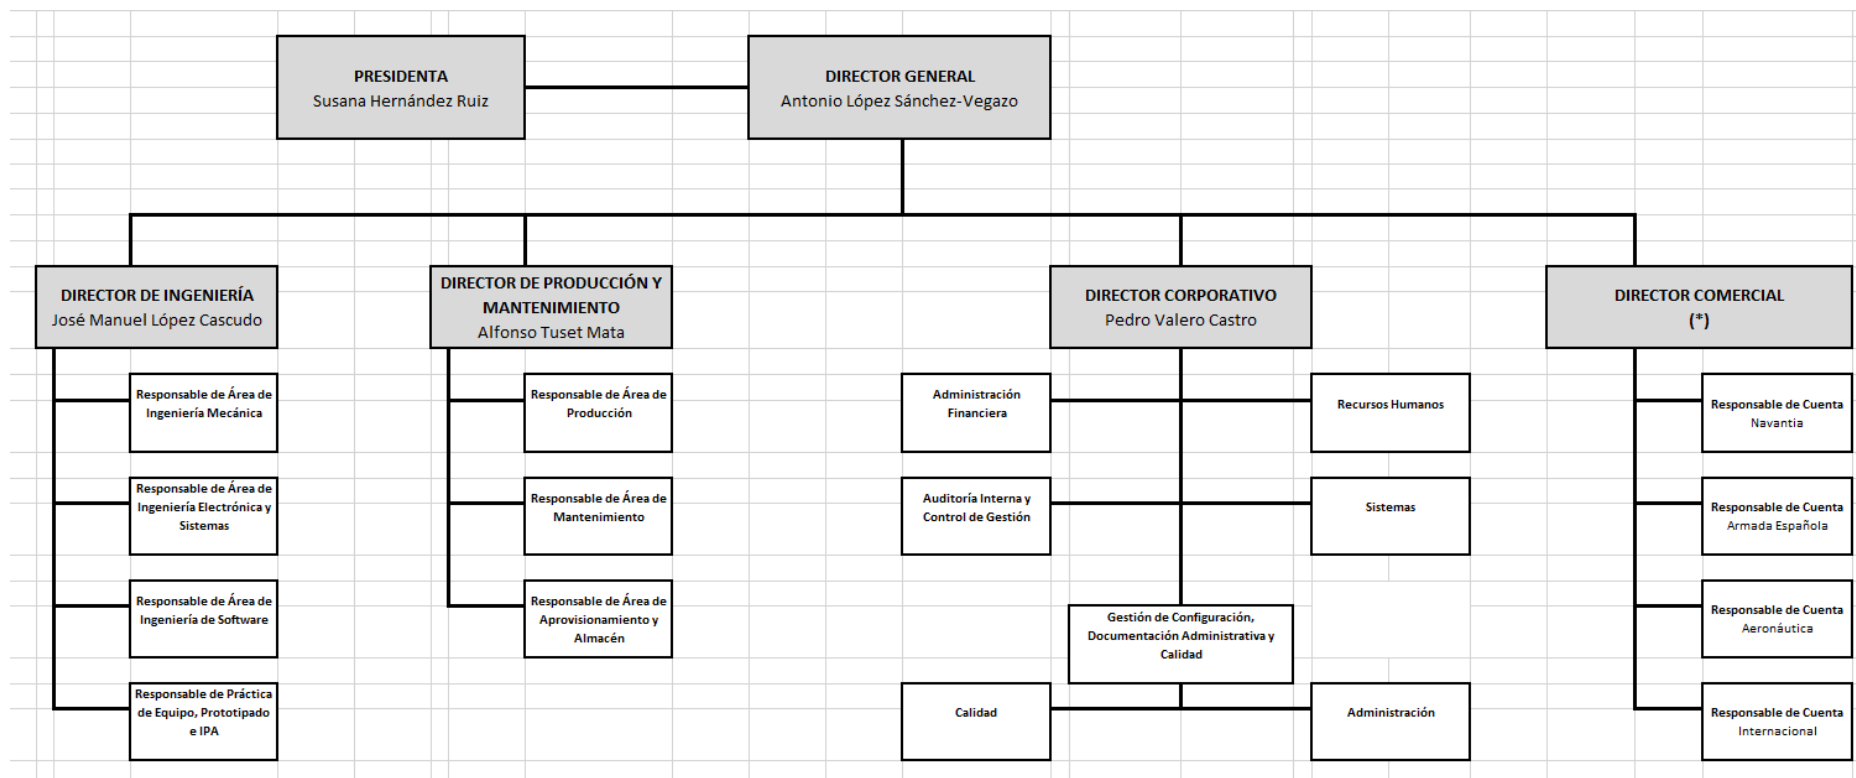 PRESIDENTA
Susana Hernández Ruiz
DIRECTOR GENERAL
Antonio López Sánchez-Vegazo
DIRECTOR DE INGENIERÍA
José Manuel López Cascudo
DIRECTOR DE PRODUCCIÓN Y
MANTENIMIENTO
Alfonso Tuset Mata
DIRECTOR CORPORATIVO
Pedro Valero Castro
DIRECTOR COMERCIAL
(*)
Responsable de Área de
Ingeniería Mecánica
Responsable de Área de
Ingeniería Electrónica y
Sistemas
Responsable de Área de
Ingeniería de Software
Responsable de Práctica
de Equipo, Prototipado
e IPA
Responsable de Área de
Producción
Responsable de Área de
Mantenimiento
Responsable de Área de
Aprovisionamiento y
Almacén
Administración
Financiera
Recursos Humanos
Auditoría Interna y
Control de Gestión
Sistemas
Gestión de Configuración,
Documentación Administrativa y
Calidad
Calidad
Administración
Responsable de Cuenta
Navantia
Responsable de Cuenta
Armada Española
Responsable de Cuenta
Aeronáutica
Responsable de Cuenta
Internacional